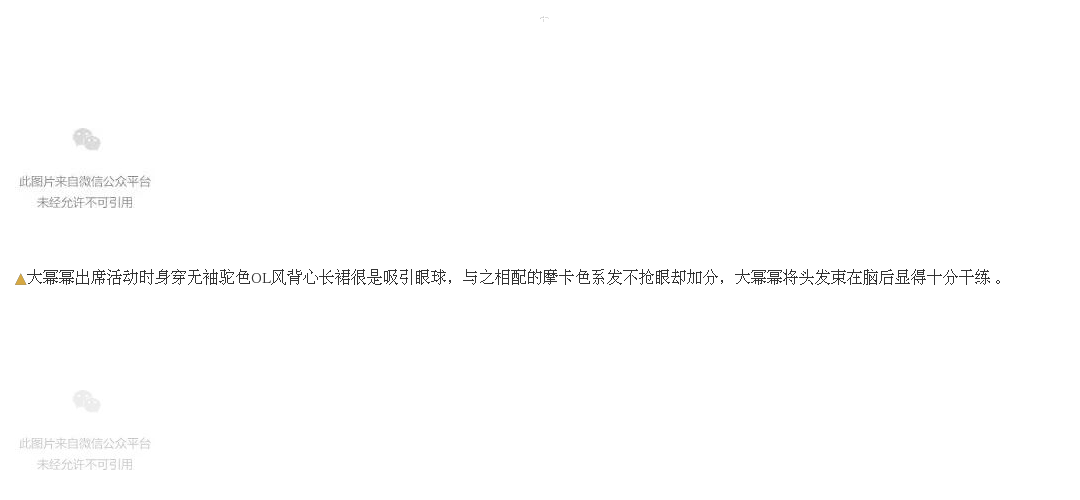 此图片来自微信公众平台
未经允许不可引用
▲大幂幂出席活动时身穿无袖驼色OL风背心长裙很是吸引眼球，与之相配的摩卡色系发不抢眼却加分，大幂幂将头发束在脑后显得十分干练。
此图片来自微信公众平台
未经允许不可引用